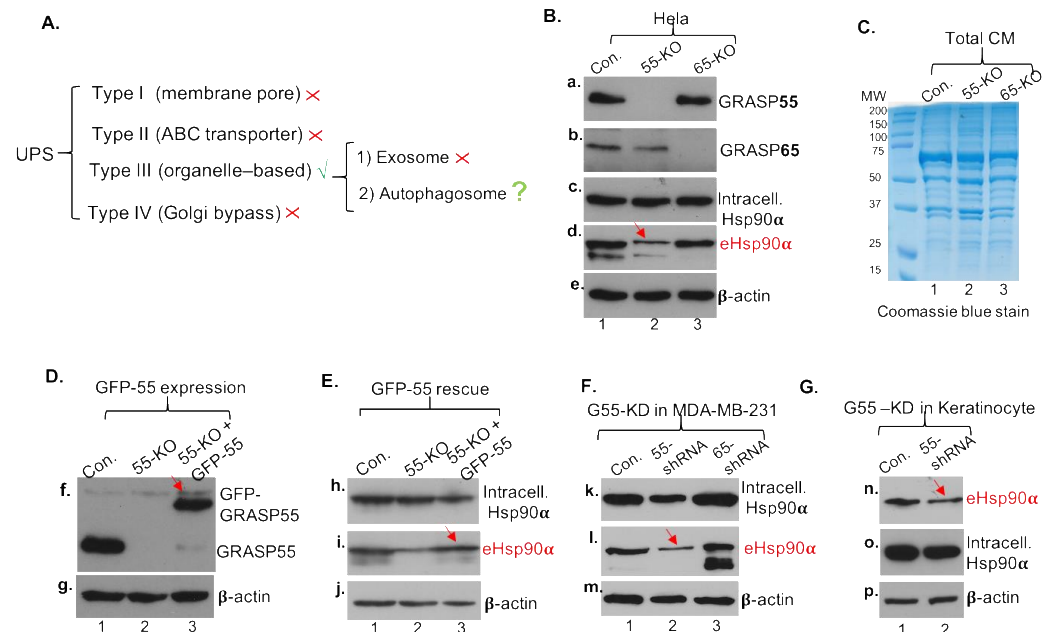 A.
UPS
Type I (membrane pore) ×
Type II (ABC transporter) ×
Type III (organelle–based) √
Type IV (Golgi bypass) ×
1) Exosome ×
2) Autophagosome ?
B.
Hela
Con. 55-KO 65-KO
a. GRASP55
b. GRASP65
c. Intracell.
Hsp90α
d. eHsp90α
e. β-actin
1 2 3
C.
Total CM
MW Con. 55-KO 65-KO
200
150
100
75
50
37
25
15
1 2 3
Coomassie blue stain
D.
GFP-55 expression
Con. 55-KO 55-KO +
GFP-55
f. GFP-
GRASP55
GRASP55
g. β-actin
1 2 3
E.
GFP-55 rescue
Con. 55-KO 55-KO +
GFP-55
h. Intracell.
Hsp90α
i. eHsp90α
j. β-actin
1 2 3
F.
G55-KD in MDA-MB-231
Con. 55-
shRNA 65-
shRNA
k. Intracell.
Hsp90α
l. eHsp90α
m. β-actin
1 2 3
G.
G55 –KD in Keratinocyte
Con. 55-
shRNA
n. eHsp90α
o. Intracell.
Hsp90α
p. β-actin
1 2